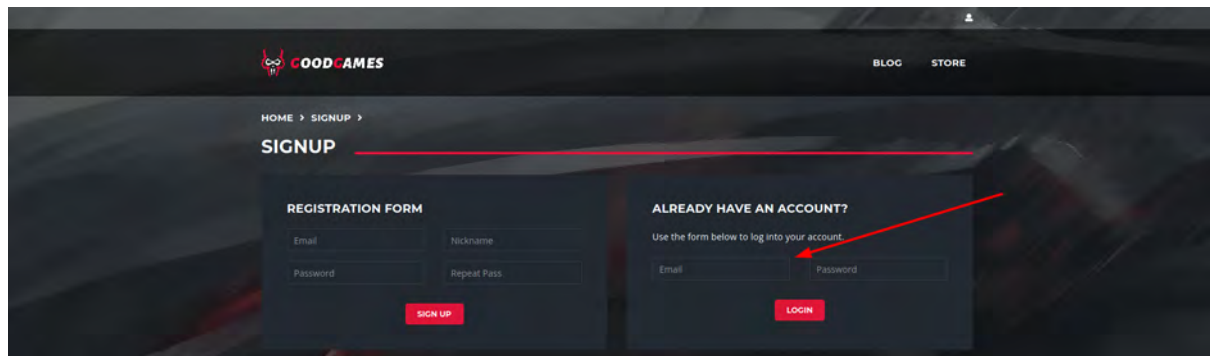 GOODGAMES
BLOG STORE
HOME > SIGNUP >
SIGNUP
REGISTRATION FORM
Email Nickname
Password Repeat Pass
SIGN UP
ALREADY HAVE AN ACCOUNT?
Use the form below to log into your account.
Email Password
LOGIN